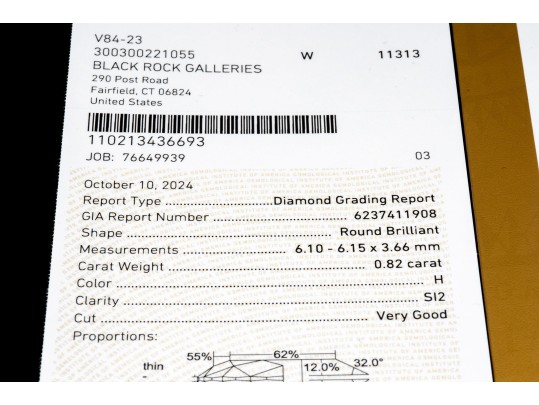 V84-23
300300221055 W 11313
BLACK ROCK GALLERIES
290 Post Road
Fairfield, CT 06824
United States
110213436693
JOB: 76649939 03
October 10, 2024
Report Type ........................ Diamond Grading Report
GIA Report Number ............................ 6237411908
Shape ............................................. Round Brilliant
Measurements .......................... 6.10 - 6.15 x 3.66 mm
Carat Weight ........................................ 0.82 carat
Color ............................................................... H
Clarity ............................................................ SI2
Cut ...................................................... Very Good
Proportions:
55% 62%
thin 12.0% 32.0°